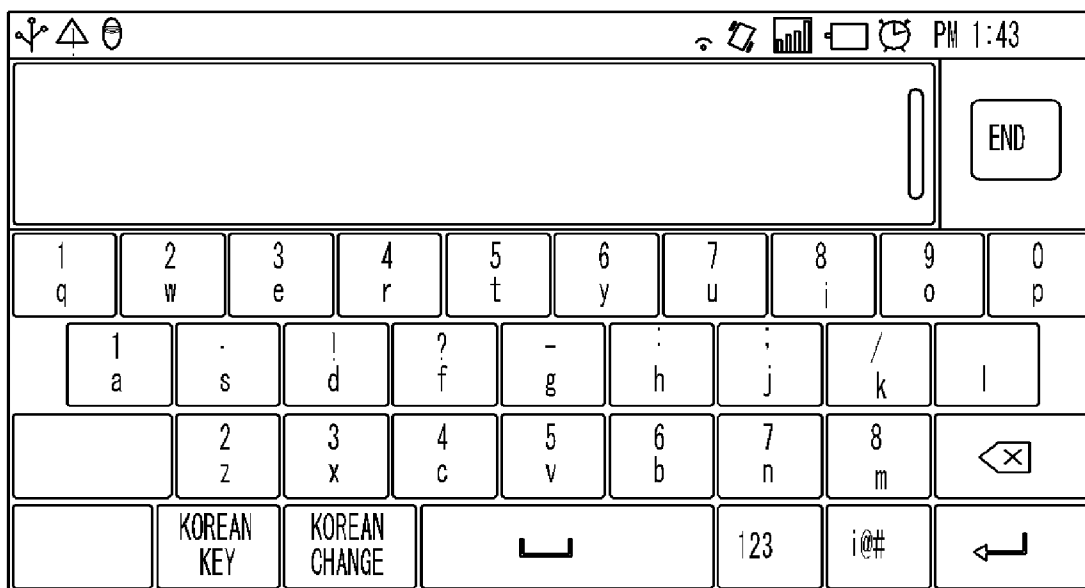 PM 1:43
END
1 2 3 4 5 6 7 8 9 0
q w e r t y u i o p
1 . ! ? - : ; /
a s d f g h j k l
2 3 4 5 6 7 8
z x c v b n m
KOREAN KOREAN
KEY CHANGE
123 i@#